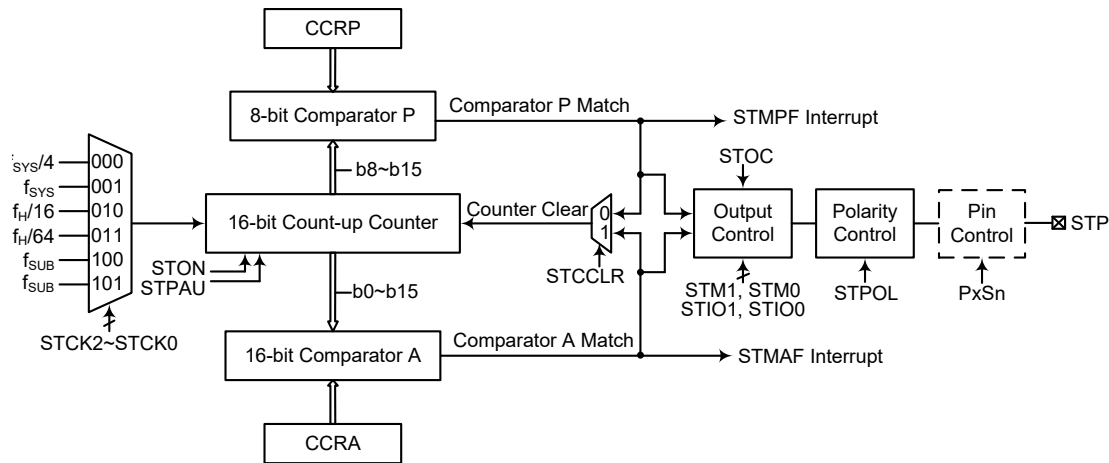 CCRP
8-bit Comparator P
Comparator P Match
STMPF Interrupt
b8~b15
STOC
SYS/4
000
fSYS
001
fH/16
010
fH/64
011
fSUB
100
fSUB
101
16-bit Count-up Counter
Counter Clear
0
1
Output
Control
Polarity
Control
Pin
Control
STP
STON
STPAU
STCCLR
b0~b15
STM1, STM0
STIO1, STIO0
STPOL
PxSn
STCK2~STCK0
16-bit Comparator A
Comparator A Match
STMAF Interrupt
CCRA